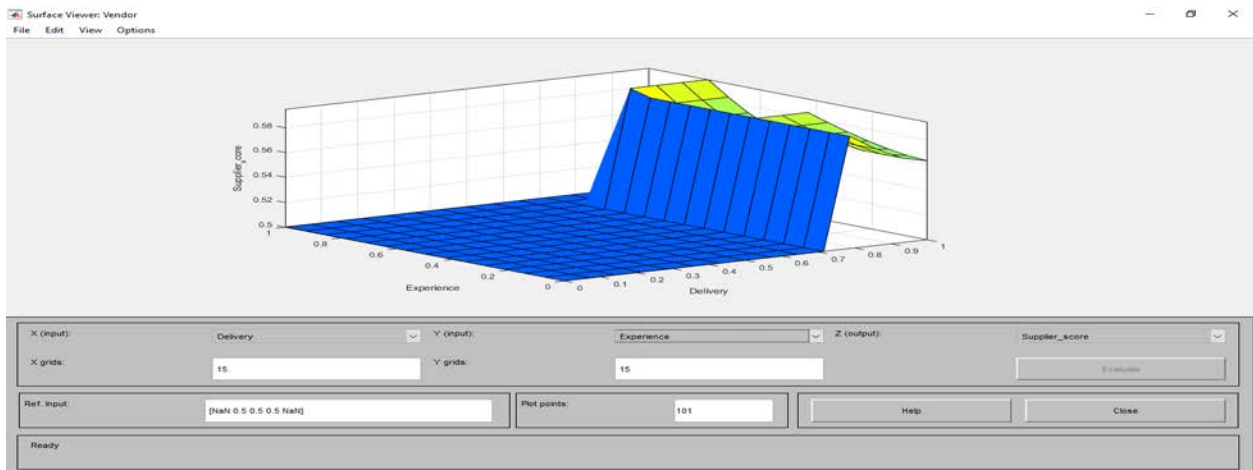 Surface Viewer: Vendor
File Edit View Options
0.58
0.56
0.54
0.52
0.5
Supplier_score
1
0.8
0.6
0.4
0.2
0
Experience
0
0.1
0.2
0.3
0.4
0.5
0.6
0.7
0.8
0.9
1
Delivery
X (input): Delivery Y (input): Experience Z (output): Supplier_score
X grids: 15 Y grids: 15 Evaluate
Ref. Input: [NaN 0.5 0.5 0.5 NaN] Plot points: 101 Help Close
Ready